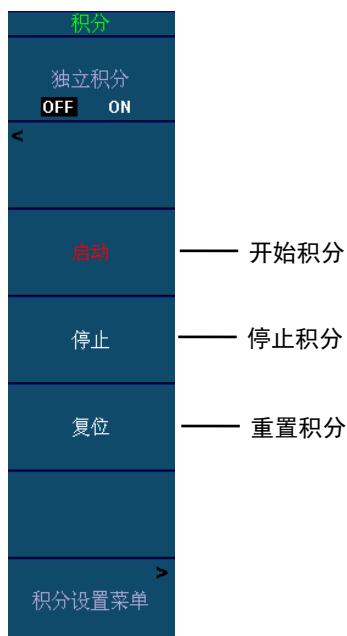 积分
独立积分
OFF ON
<
启动 开始积分
停止 停止积分
复位 重置积分
>
积分设置菜单